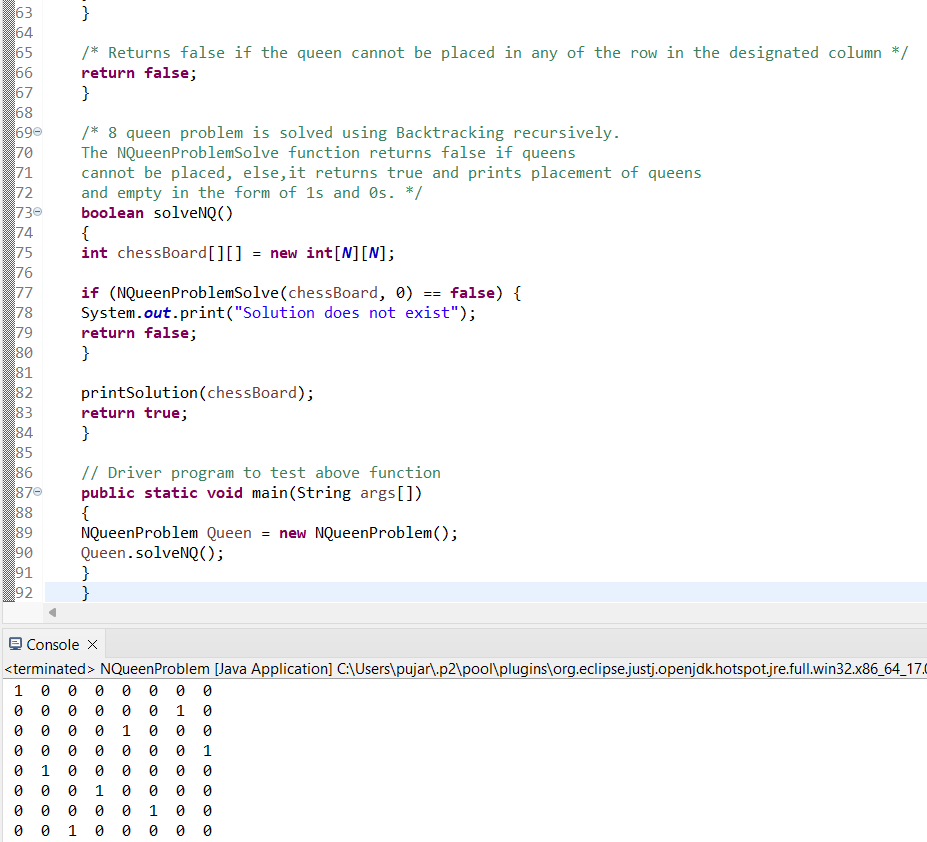 63 }
64
65 /* Returns false if the queen cannot be placed in any of the row in the designated column */
66 return false;
67 }
68
69 /* 8 queen problem is solved using Backtracking recursively.
70 The NQueenProblemSolve function returns false if queens
71 cannot be placed, else,it returns true and prints placement of queens
72 and empty in the form of 1s and 0s. */
73 boolean solveNQ()
74 {
75 int chessBoard[][] = new int[N][N];
76
77 if (NQueenProblemSolve(chessBoard, 0) == false) {
78 System.out.print("Solution does not exist");
79 return false;
80 }
81
82 printSolution(chessBoard);
83 return true;
84 }
85
86 // Driver program to test above function
87 public static void main(String args[])
88 {
89 NQueenProblem Queen = new NQueenProblem();
90 Queen.solveNQ();
91 }
92 }
Console
<terminated> NQueenProblem [Java Application] C:\Users\pujar\.p2\pool\plugins\org.eclipse.justj.openjdk.hotspot.jre.full.win32.x86_64_17.0
1 0 0 0 0 0 0 0
0 0 0 0 0 0 1 0
0 0 0 0 1 0 0 0
0 0 0 0 0 0 0 1
0 1 0 0 0 0 0 0
0 0 0 1 0 0 0 0
0 0 0 0 0 1 0 0
0 0 1 0 0 0 0 0